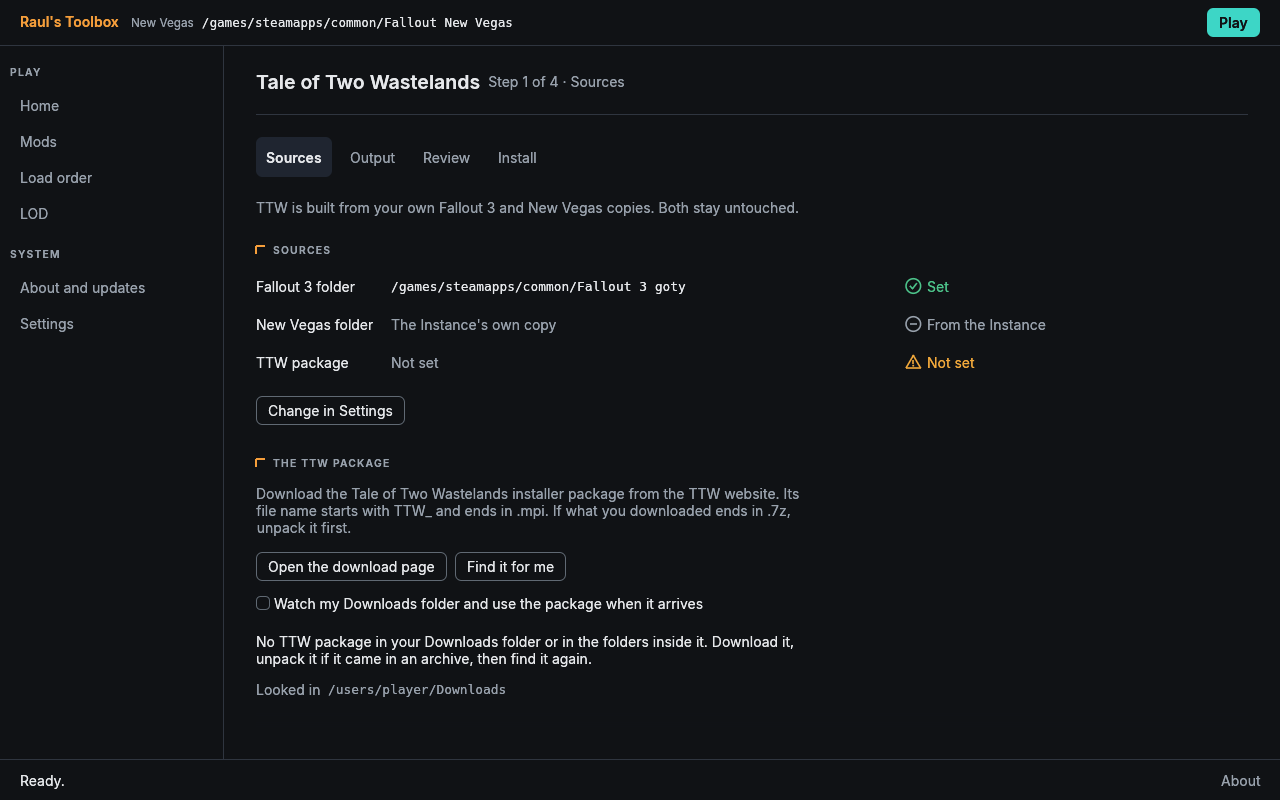 Raul's Toolbox New Vegas /games/steamapps/common/Fallout New Vegas Play
PLAY
Home
Mods
Load order
LOD
SYSTEM
About and updates
Settings
Tale of Two Wastelands Step 1 of 4 · Sources
Sources Output Review Install
TTW is built from your own Fallout 3 and New Vegas copies. Both stay untouched.
SOURCES
Fallout 3 folder /games/steamapps/common/Fallout 3 goty Set
New Vegas folder The Instance's own copy From the Instance
TTW package Not set Not set
Change in Settings
THE TTW PACKAGE
Download the Tale of Two Wastelands installer package from the TTW website. Its
file name starts with TTW_ and ends in .mpi. If what you downloaded ends in .7z,
unpack it first.
Open the download page Find it for me
Watch my Downloads folder and use the package when it arrives
No TTW package in your Downloads folder or in the folders inside it. Download it,
unpack it if it came in an archive, then find it again.
Looked in /users/player/Downloads
Ready. About